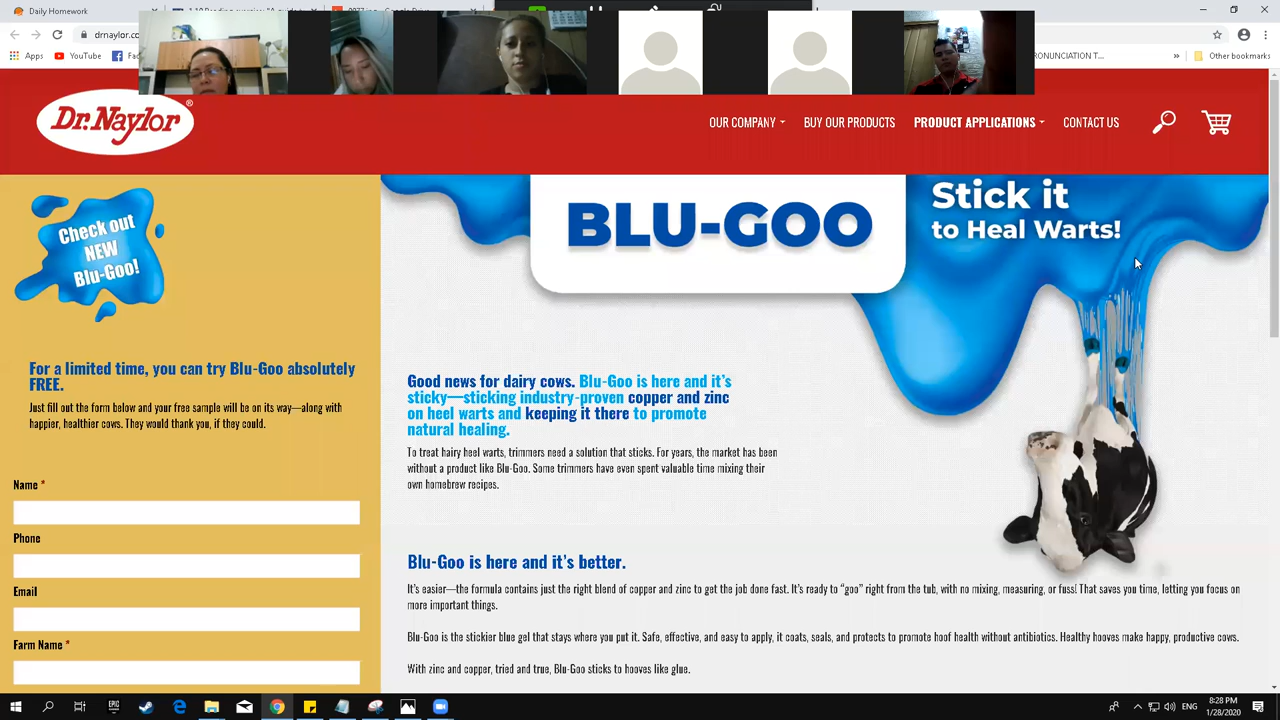 Daily Homework
drnaylor.co
Apps
YouTube
Fac
RONUNCIATION T...
»
Other bookmarks
Dr. Naylor®
OUR COMPANY
BUY OUR PRODUCTS
PRODUCT APPLICATIONS
CONTACT US
Check out
NEW
Blu-Goo!
BLU-GOO
Stick it
to Heal Warts!
For a limited time, you can try Blu-Goo absolutely
FREE.
Just fill out the form below and your free sample will be on its way—along with
happier, healthier cows. They would thank you, if they could.
Name *
Phone
Email
Farm Name *
Good news for dairy cows. Blu-Goo is here and it’s
sticky—sticking industry-proven copper and zinc
on heel warts and keeping it there to promote
natural healing.
To treat hairy heel warts, trimmers need a solution that sticks. For years, the market has been
without a product like Blu-Goo. Some trimmers have even spent valuable time mixing their
own homebrew recipes.
Blu-Goo is here and it’s better.
It’s easier—the formula contains just the right blend of copper and zinc to get the job done fast. It’s ready to “goo” right from the tub, with no mixing, measuring, or fuss! That saves you time, letting you focus on
more important things.
Blu-Goo is the stickier blue gel that stays where you put it. Safe, effective, and easy to apply, it coats, seals, and protects to promote hoof health without antibiotics. Healthy hooves make happy, productive cows.
With zinc and copper, tried and true, Blu-Goo sticks to hooves like glue.
EPIC
ENG
8:28 PM
1/28/2020